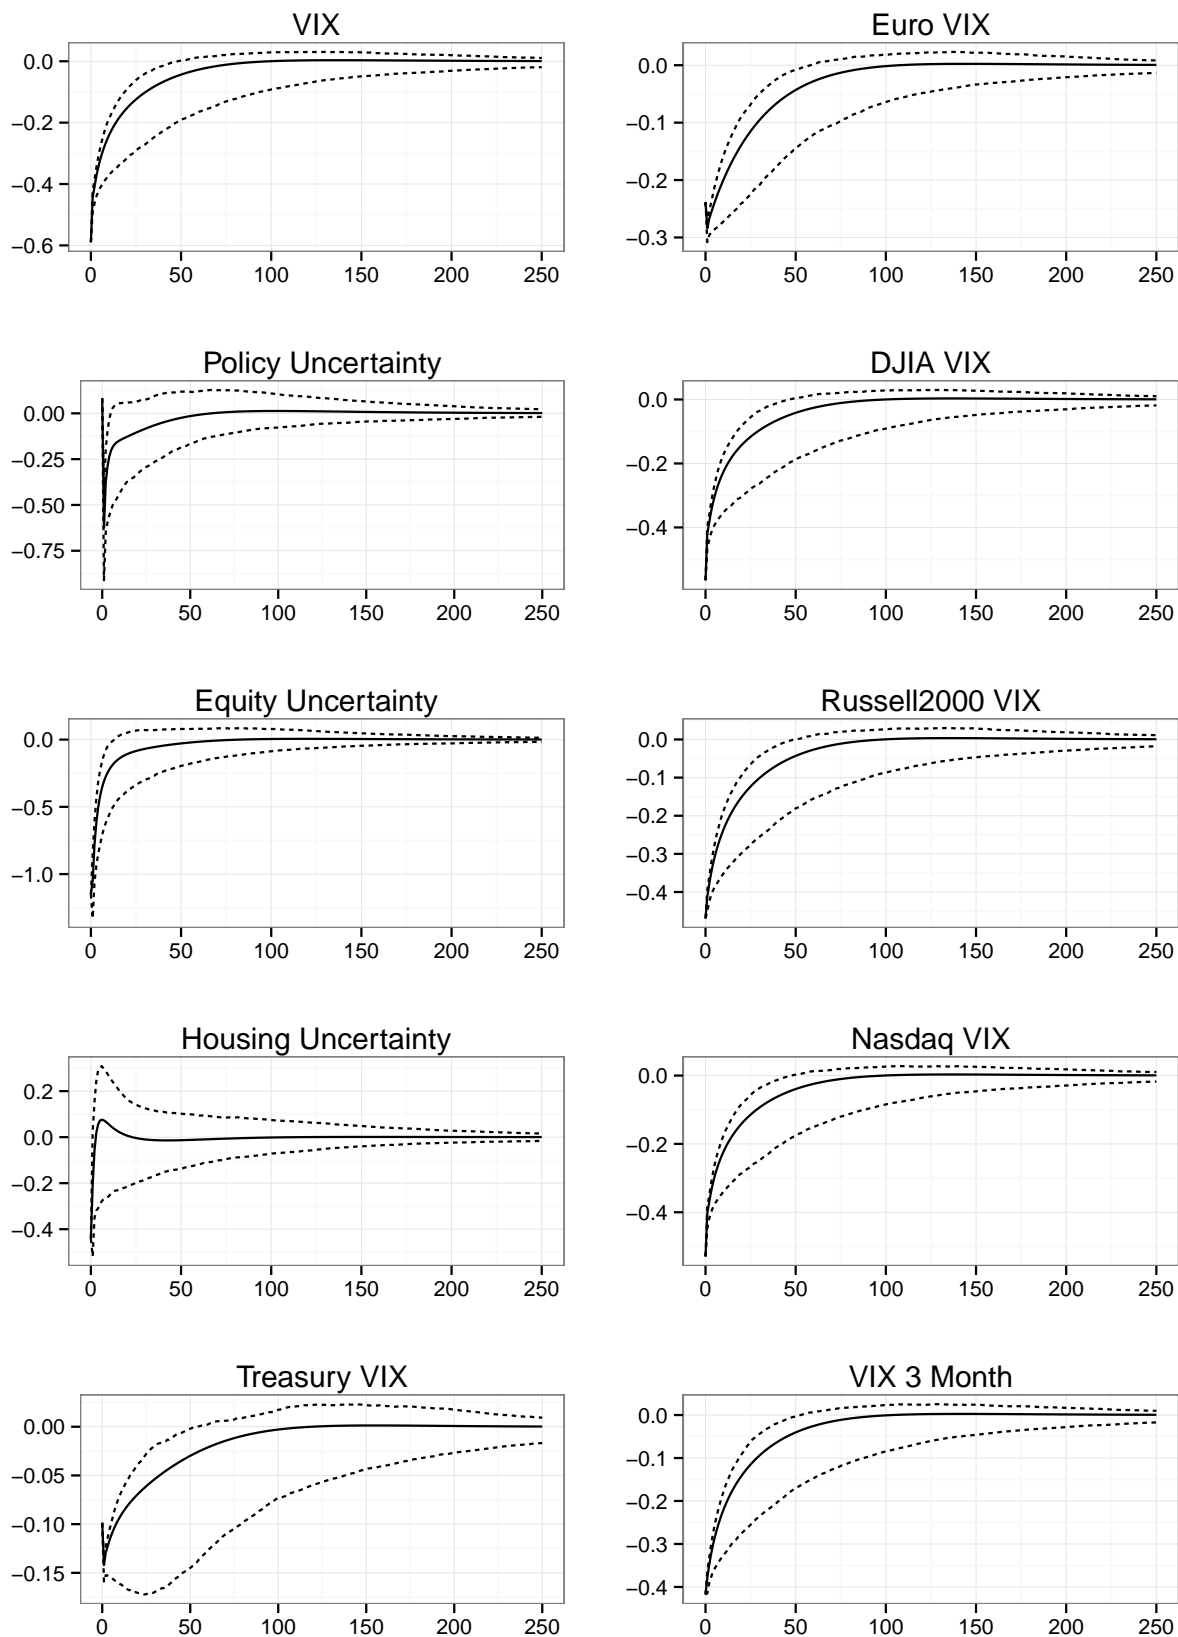 VIX
0.0
−0.2
−0.4
−0.6
0 50 100 150 200 250
Euro VIX
0.0
−0.1
−0.2
−0.3
0 50 100 150 200 250
Policy Uncertainty
0.00
−0.25
−0.50
−0.75
0 50 100 150 200 250
DJIA VIX
0.0
−0.2
−0.4
0 50 100 150 200 250
Equity Uncertainty
0.0
−0.5
−1.0
0 50 100 150 200 250
Russell2000 VIX
0.0
−0.1
−0.2
−0.3
−0.4
0 50 100 150 200 250
Housing Uncertainty
0.2
0.0
−0.2
−0.4
0 50 100 150 200 250
Nasdaq VIX
0.0
−0.2
−0.4
0 50 100 150 200 250
Treasury VIX
0.00
−0.05
−0.10
−0.15
0 50 100 150 200 250
VIX 3 Month
0.0
−0.1
−0.2
−0.3
−0.4
0 50 100 150 200 250